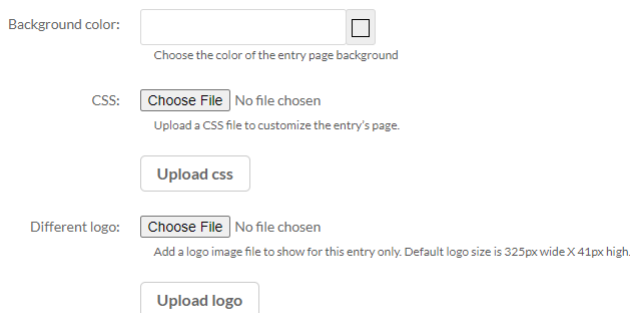 Background color:
Choose the color of the entry page background
CSS: Choose File No file chosen
Upload a CSS file to customize the entry's page.
Upload css
Different logo: Choose File No file chosen
Add a logo image file to show for this entry only. Default logo size is 325px wide X 41px high.
Upload logo